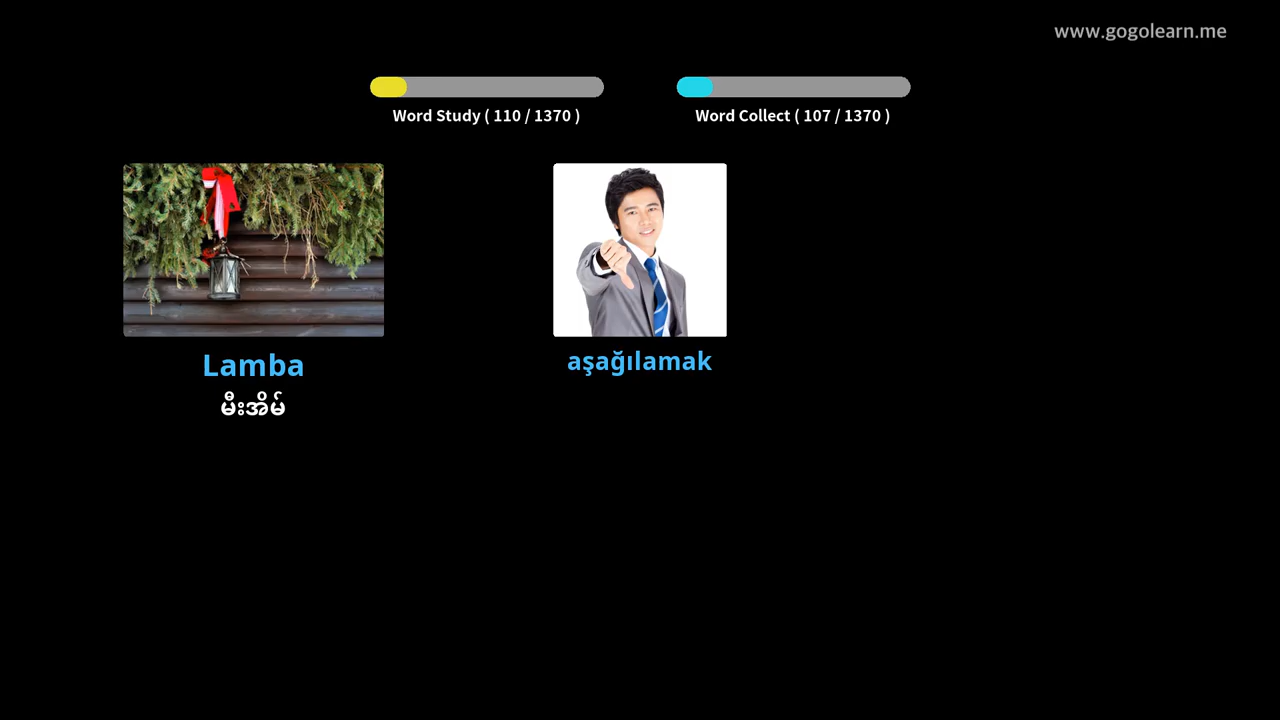 www.gogolearn.me
Word Study ( 110 / 1370 )
Word Collect ( 107 / 1370 )
Lamba
မီးအိမ်
aşağılamak